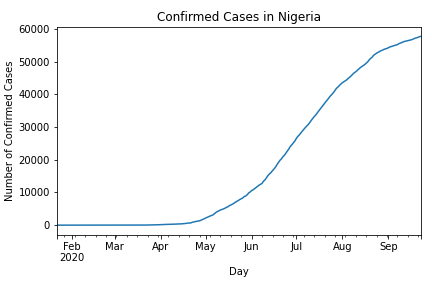 Confirmed Cases in Nigeria
60000
50000
40000
30000
20000
10000
0
Number of Confirmed Cases
Feb Mar Apr May Jun Jul Aug Sep
2020
Day